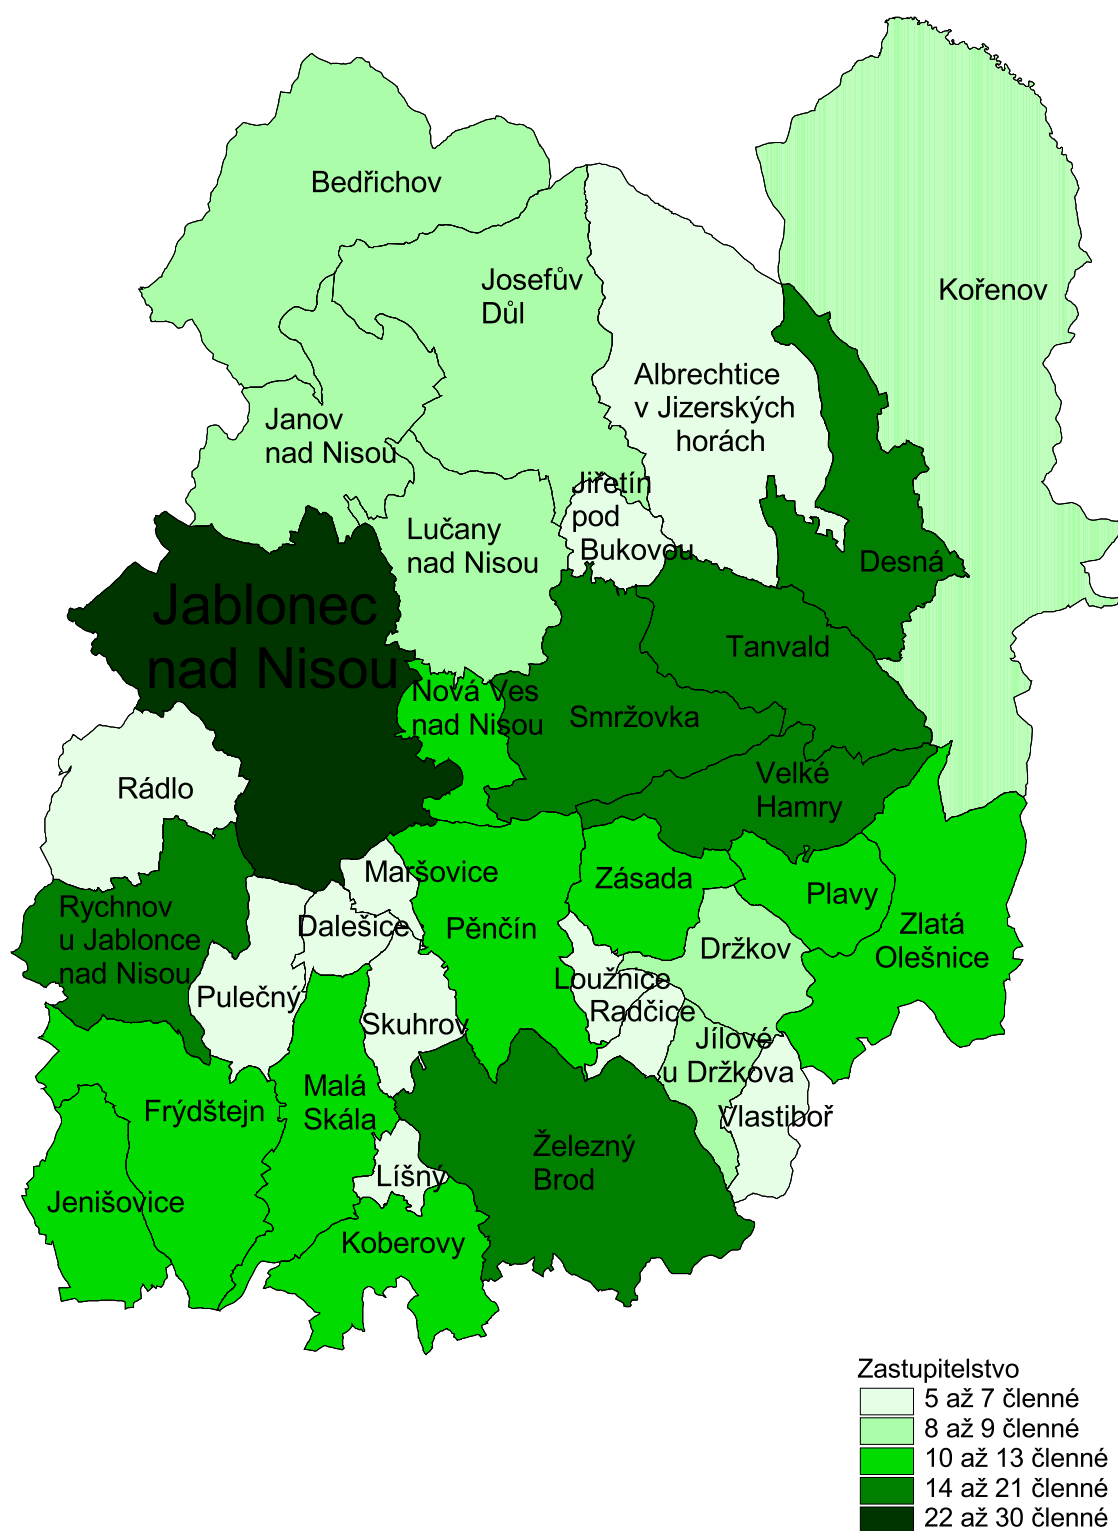 Bedřichov
Josefův
Důl
Kořenov
Albrechtice
v Jizerských
horách
Janov
nad Nisou
Jiřetín
pod
Bukovou
Lučany
nad Nisou
Desná
Jablonec
nad Nisou
Tanvald
Nová Ves
nad Nisou
Smržovka
Rádlo
Velké
Hamry
Maršovice
Zásada
Plavy
Rychnov
u Jablonce
nad Nisou
Dalešice
Pěnčín
Držkov
Zlatá
Olešnice
Loužnice
Pulečný
Radčice
Skuhrov
Jílové
u Držkova
Malá
Skála
Frýdštejn
Vlastiboř
Železný
Brod
Líšný
Jenišovice
Koberovy
Zastupitelstvo
5 až 7 členné
8 až 9 členné
10 až 13 členné
14 až 21 členné
22 až 30 členné